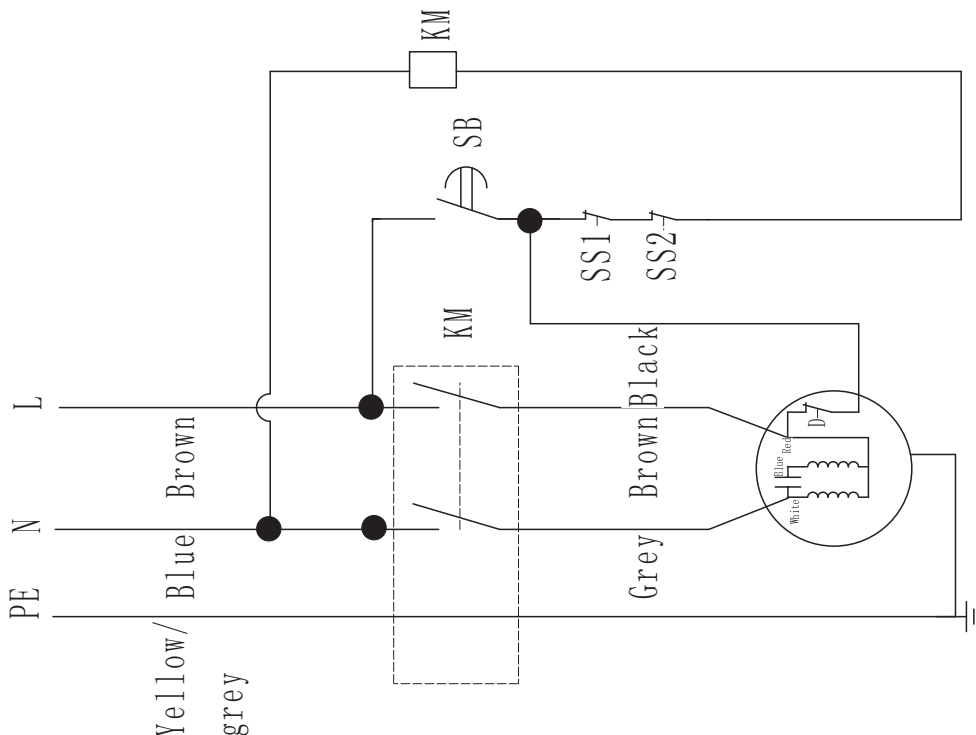 KM
SB
SS1
SS2
KM
L
N
PE
Brown
Blue
Yellow/
grey
Black
Brown
Grey
D
Red
Blue
White